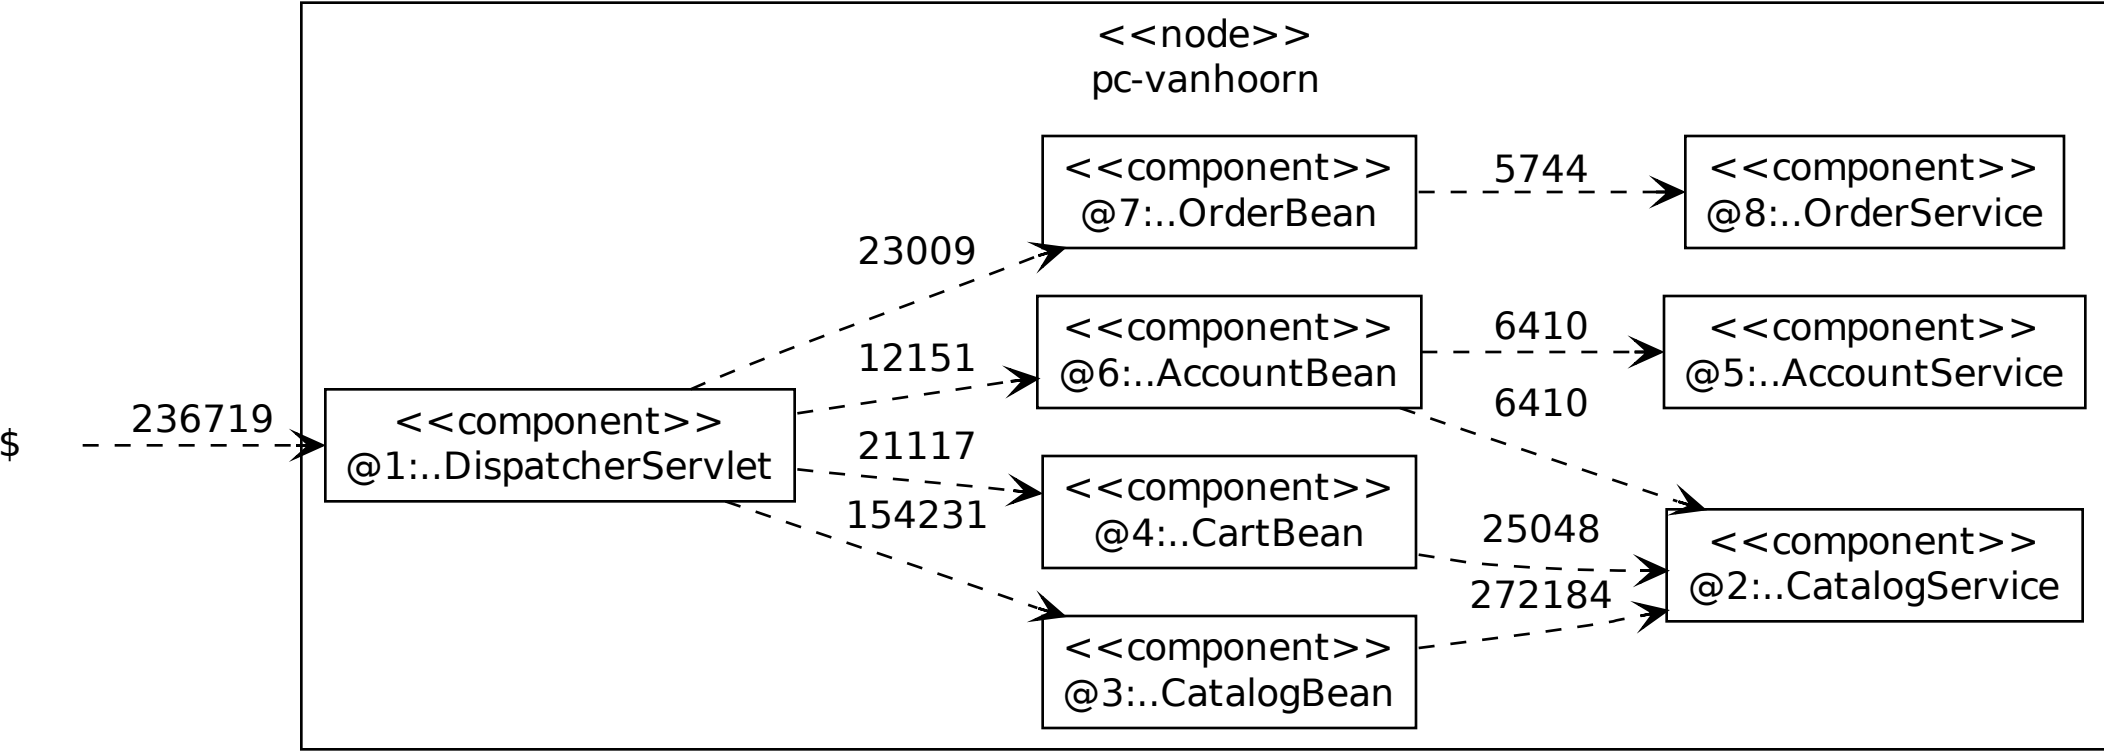 <<node>>
pc-vanhoorn
$
236719
<<component>>
@1:..DispatcherServlet
23009
12151
21117
154231
<<component>>
@7:..OrderBean
<<component>>
@6:..AccountBean
<<component>>
@4:..CartBean
<<component>>
@3:..CatalogBean
5744
6410
6410
25048
272184
<<component>>
@8:..OrderService
<<component>>
@5:..AccountService
<<component>>
@2:..CatalogService